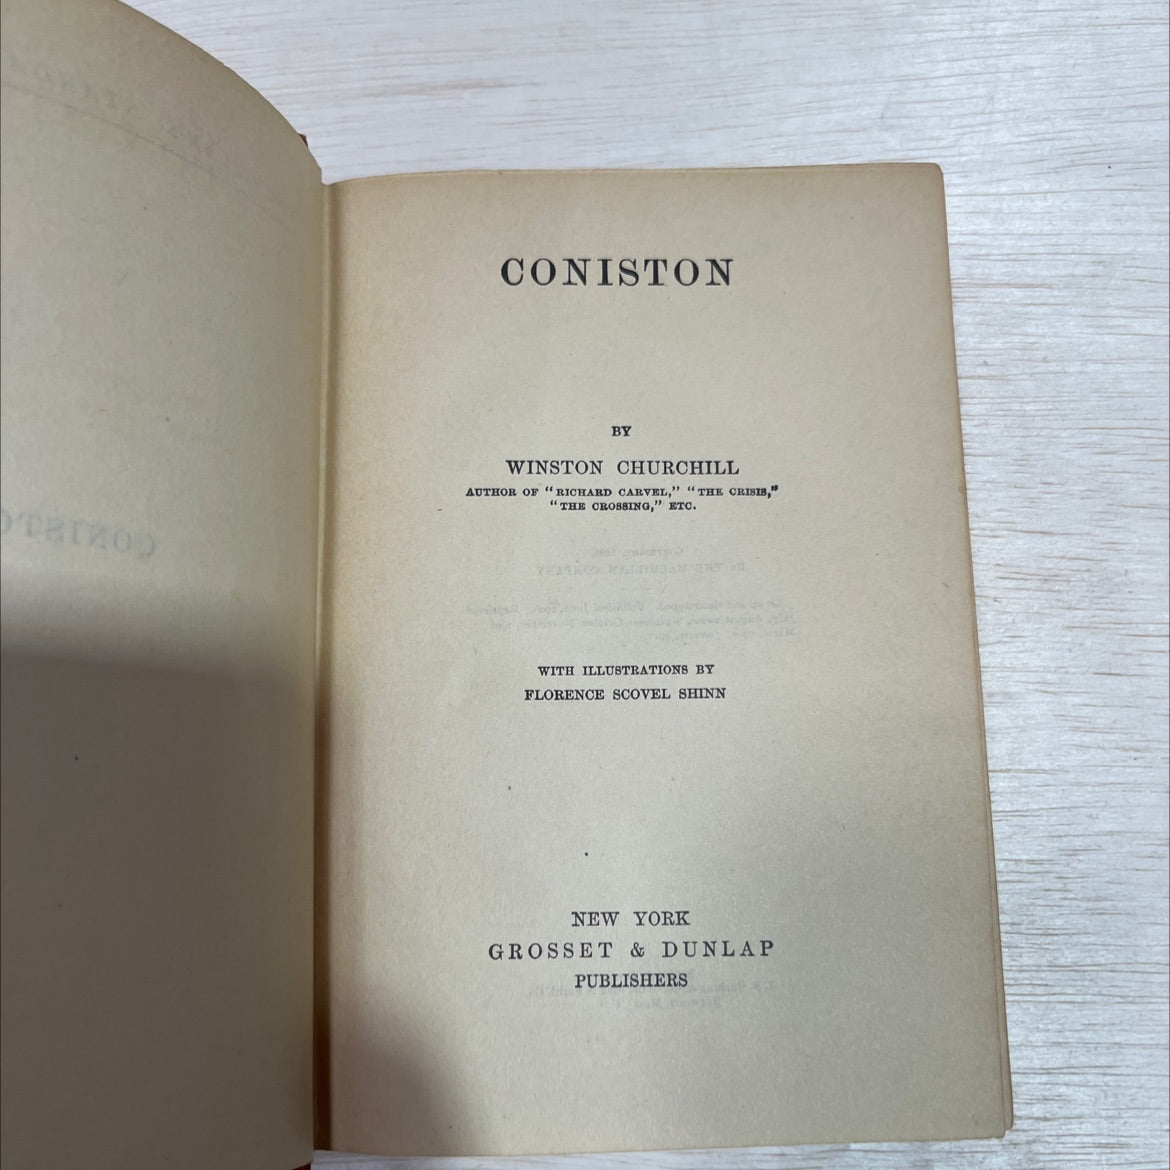 CONISTON
BY
WINSTON CHURCHILL
AUTHOR OF "RICHARD CARVEL," "THE CRISIS,"
"THE CROSSING," ETC.
WITH ILLUSTRATIONS BY
FLORENCE SCOVEL SHINN
NEW YORK
GROSSET & DUNLAP
PUBLISHERS